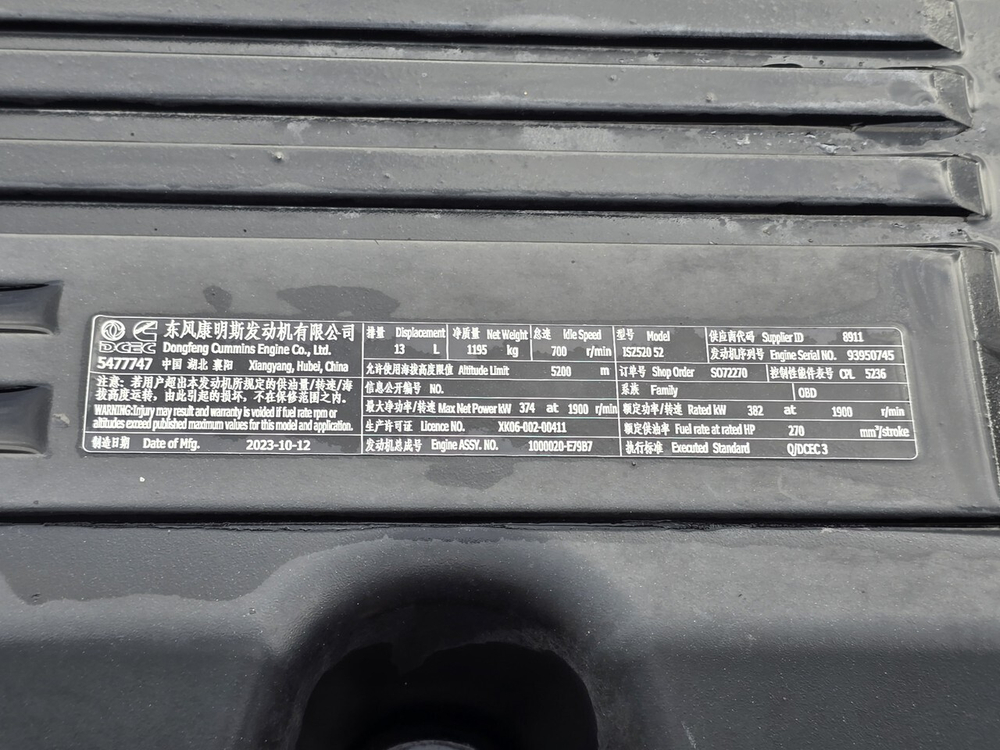 DCEC 东风康明斯发动机有限公司
Dongfeng Cummins Engine Co., Ltd.
5477747 中国 湖北 襄阳 Xiangyang, Hubei, China
注意: 若用户超出本发动机所规定的供油量/转速/海
拔高度运转, 由此引起的损坏, 不在保修范围之内。
WARNING:Injury may result and warranty is voided if fuel rate rpm or
altitudes exceed published maximum values for this model and application.
制造日期 Date of Mfg. 2023-10-12
排量 Displacement 净质量 Net Weight 怠速 Idle Speed
13 L 1195 kg 700 r/min
允许使用海拔高度限值 Altitude Limit 5200 m
信息公开编号 NO.
最大净功率/转速 Max Net Power kW 374 at 1900 r/min
生产许可证 Licence NO. XK06-002-00411
发动机总成号 Engine ASSY. NO. 1000020-E79B7
型号 Model 供应商代码 Supplier ID 8911
ISZ520 52 发动机序列号 Engine Serial NO. 93950745
订单号 Shop Order SO72270 控制性能件表号 CPL 5236
系族 Family OBD
额定功率/转速 Rated kW 382 at 1900 r/min
额定供油率 Fuel rate at rated HP 270 mm³/stroke
执行标准 Executed Standard Q/DCEC 3